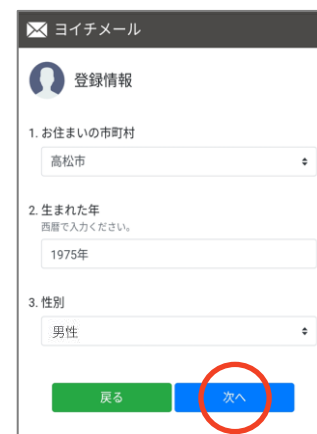 ヨイチメール
登録情報
1. お住まいの市町村
高松市
2. 生まれた年
西暦で入力ください。
1975年
3. 性別
男性
戻る 次へ